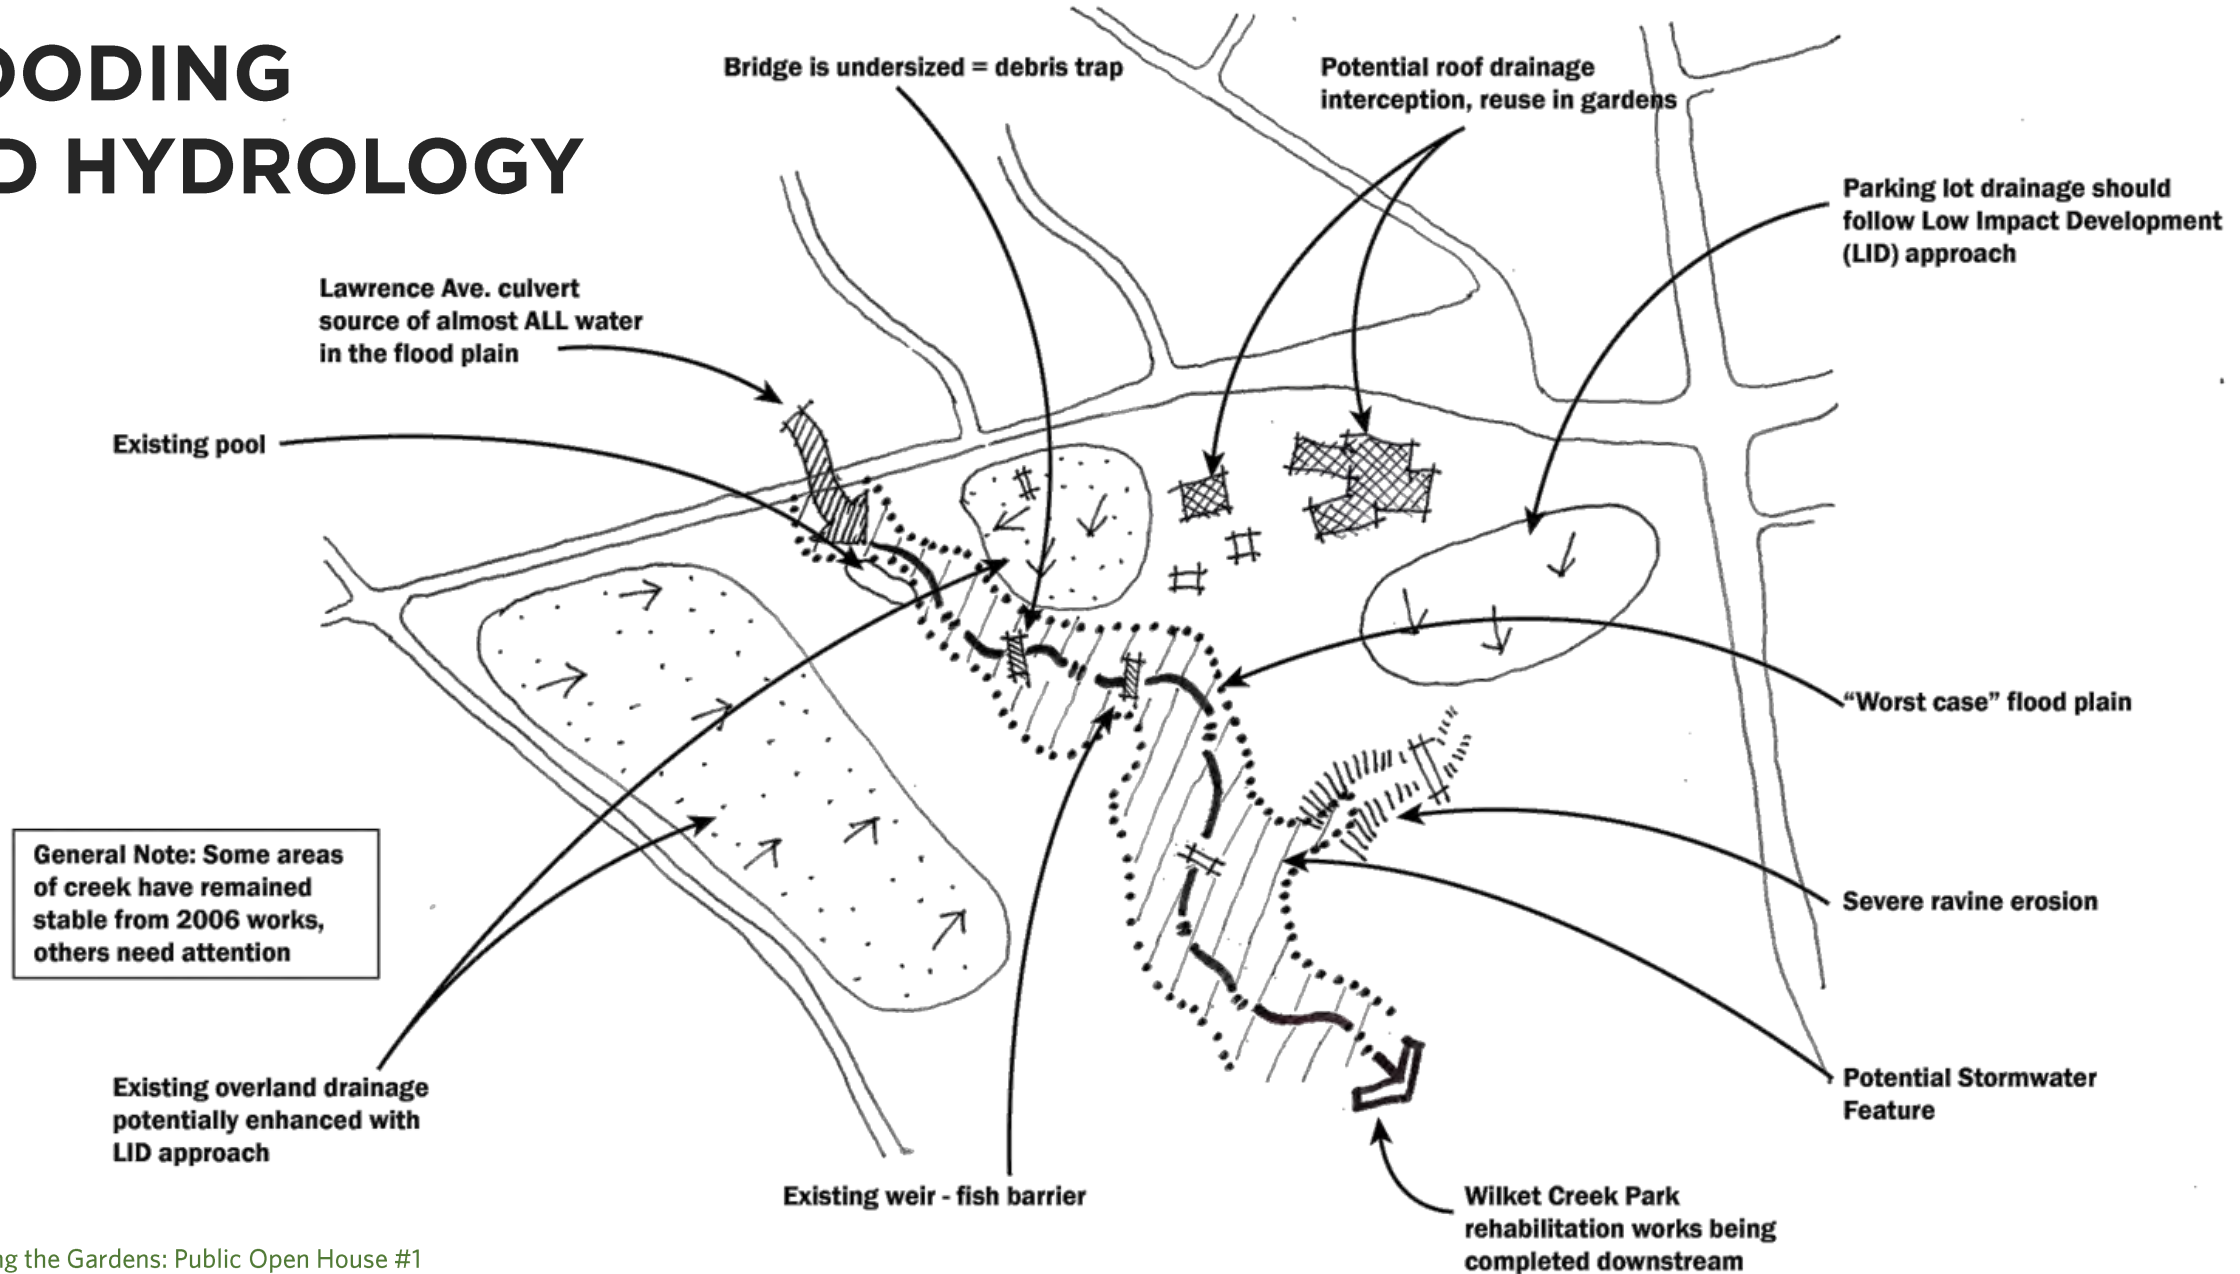 OODING
D HYDROLOGY
Bridge is undersized = debris trap
Potential roof drainage
interception, reuse in gardens
Parking lot drainage should
follow Low Impact Development
(LID) approach
Lawrence Ave. culvert
source of almost ALL water
in the flood plain
Existing pool
“Worst case” flood plain
General Note: Some areas
of creek have remained
stable from 2006 works,
others need attention
Severe ravine erosion
Existing overland drainage
potentially enhanced with
LID approach
Potential Stormwater
Feature
Existing weir - fish barrier
Wilket Creek Park
rehabilitation works being
completed downstream
ng the Gardens: Public Open House #1